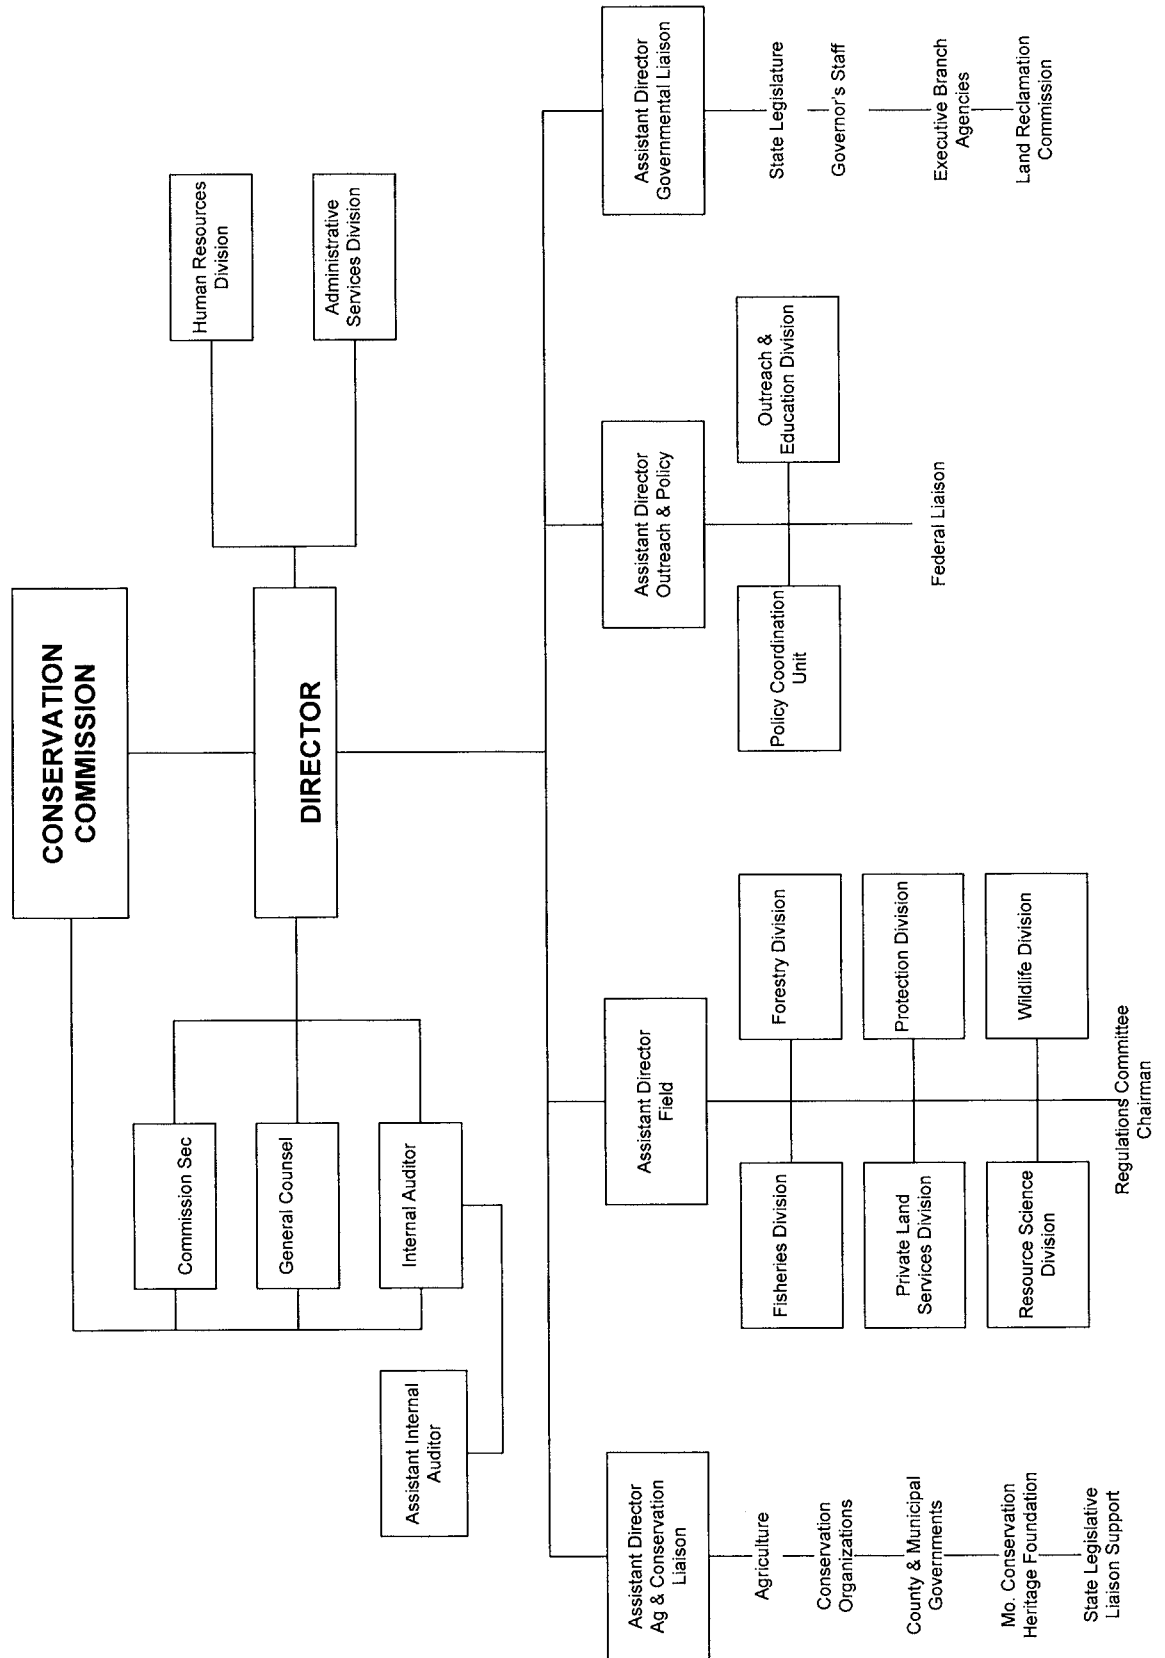 CONSERVATION
COMMISSION
DIRECTOR
Human Resources
Division
Administrative
Services Division
Commission Sec
General Counsel
Internal Auditor
Assistant Internal
Auditor
Assistant Director
Ag & Conservation
Liaison
Agriculture
Conservation
Organizations
County & Municipal
Governments
Mo. Conservation
Heritage Foundation
State Legislative
Liaison Support
Assistant Director
Field
Fisheries Division
Forestry Division
Private Land
Services Division
Protection Division
Resource Science
Division
Wildlife Division
Regulations Committee
Chairman
Assistant Director
Outreach & Policy
Policy Coordination
Unit
Outreach &
Education Division
Federal Liaison
Assistant Director
Governmental Liaison
State Legislature
Governor's Staff
Executive Branch
Agencies
Land Reclamation
Commission